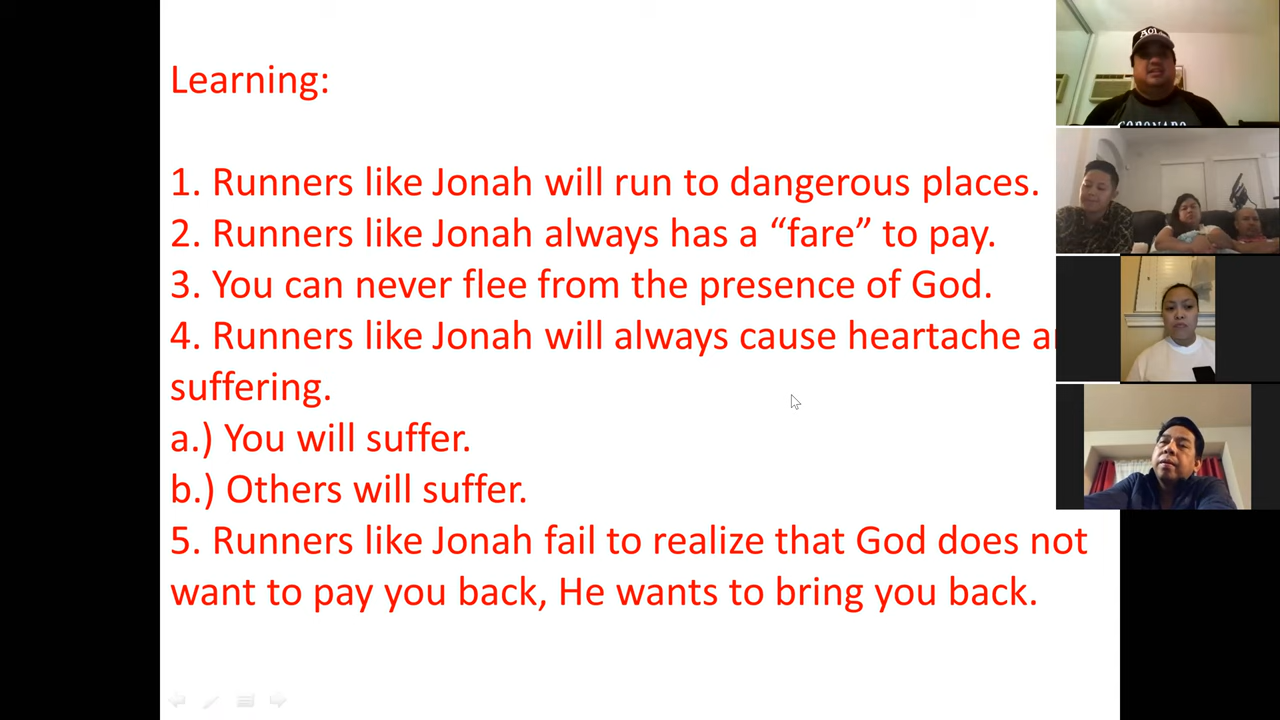 Learning:
1. Runners like Jonah will run to dangerous places.
2. Runners like Jonah always has a “fare” to pay.
3. You can never flee from the presence of God.
4. Runners like Jonah will always cause heartache
suffering.
a.) You will suffer.
b.) Others will suffer.
5. Runners like Jonah fail to realize that God does not
want to pay you back, He wants to bring you back.
CORONADO